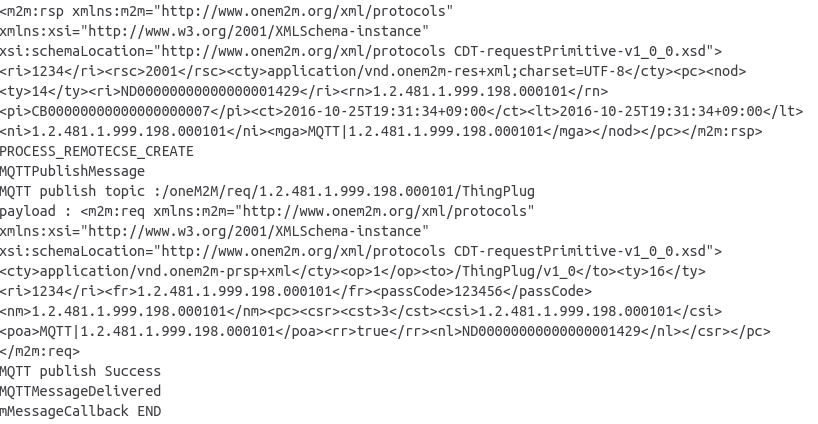 <m2m:rsp xmlns:m2m="http://www.onem2m.org/xml/protocols"
xmlns:xsi="http://www.w3.org/2001/XMLSchema-instance"
xsi:schemaLocation="http://www.onem2m.org/xml/protocols CDT-requestPrimitive-v1_0_0.xsd">
<ri>1234</ri><rsc>2001</rsc><cty>application/vnd.onem2m-res+xml;charset=UTF-8</cty><pc><nod>
<ty>14</ty><ri>ND00000000000000001429</ri><rn>1.2.481.1.999.198.000101</rn>
<pi>CB00000000000000000007</pi><ct>2016-10-25T19:31:34+09:00</ct><lt>2016-10-25T19:31:34+09:00</lt>
<ni>1.2.481.1.999.198.000101</ni><mga>MQTT|1.2.481.1.999.198.000101</mga></nod></pc></m2m:rsp>
PROCESS_REMOTECSE_CREATE
MQTTPublishMessage
MQTT publish topic :/oneM2M/req/1.2.481.1.999.198.000101/ThingPlug
payload : <m2m:req xmlns:m2m="http://www.onem2m.org/xml/protocols"
xmlns:xsi="http://www.w3.org/2001/XMLSchema-instance"
xsi:schemaLocation="http://www.onem2m.org/xml/protocols CDT-requestPrimitive-v1_0_0.xsd">
<cty>application/vnd.onem2m-prsp+xml</cty><op>1</op><to>/ThingPlug/v1_0</to><ty>16</ty>
<ri>1234</ri><fr>1.2.481.1.999.198.000101</fr><passCode>123456</passCode>
<nm>1.2.481.1.999.198.000101</nm><pc><csr><cst>3</cst><csi>1.2.481.1.999.198.000101</csi>
<poa>MQTT|1.2.481.1.999.198.000101</poa><rr>true</rr><nl>ND00000000000000001429</nl></csr></pc>
</m2m:req>
MQTT publish Success
MQTTMessageDelivered
mMessageCallback END